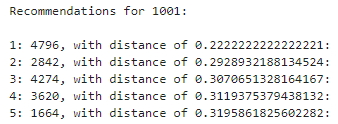 Recommendations for 1001:
1: 4796, with distance of 0.2222222222222221:
2: 2842, with distance of 0.2928932188134524:
3: 4274, with distance of 0.3070651328164167:
4: 3620, with distance of 0.3119375379438132:
5: 1664, with distance of 0.3195861825602282: